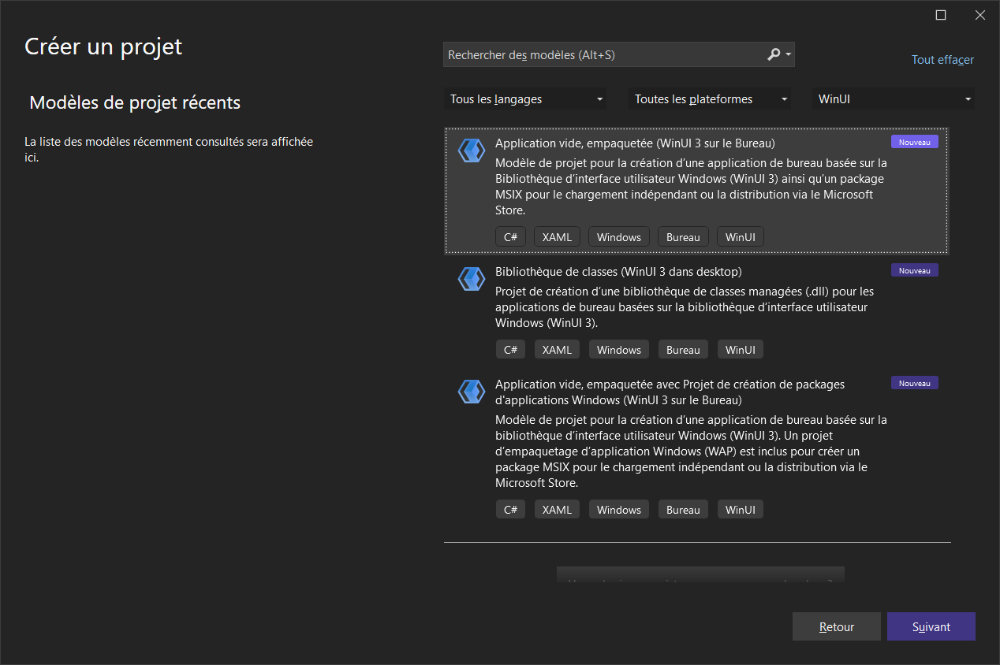 Créer un projet
Rechercher des modèles (Alt+S)
Tout effacer
Modèles de projet récents
La liste des modèles récemment consultés sera affichée
ici.
Tous les langages
Toutes les plateformes
WinUI
Application vide, empaquetée (WinUI 3 sur le Bureau)
Nouveau
Modèle de projet pour la création d’une application de bureau basée sur la
Bibliothèque d’interface utilisateur Windows (WinUI 3) ainsi qu’un package
MSIX pour le chargement indépendant ou la distribution via le Microsoft
Store.
C# XAML Windows Bureau WinUI
Bibliothèque de classes (WinUI 3 dans desktop)
Nouveau
Projet de création d’une bibliothèque de classes managées (.dll) pour les
applications de bureau basées sur la bibliothèque d’interface utilisateur
Windows (WinUI 3).
C# XAML Windows Bureau WinUI
Application vide, empaquetée avec Projet de création de packages
d'applications Windows (WinUI 3 sur le Bureau)
Nouveau
Modèle de projet pour la création d’une application de bureau basée sur la
bibliothèque d’interface utilisateur Windows (WinUI 3). Un projet
d’empaquetage d’application Windows (WAP) est inclus pour créer un
package MSIX pour le chargement indépendant ou la distribution via le
Microsoft Store.
C# XAML Windows Bureau WinUI
Retour
Suivant